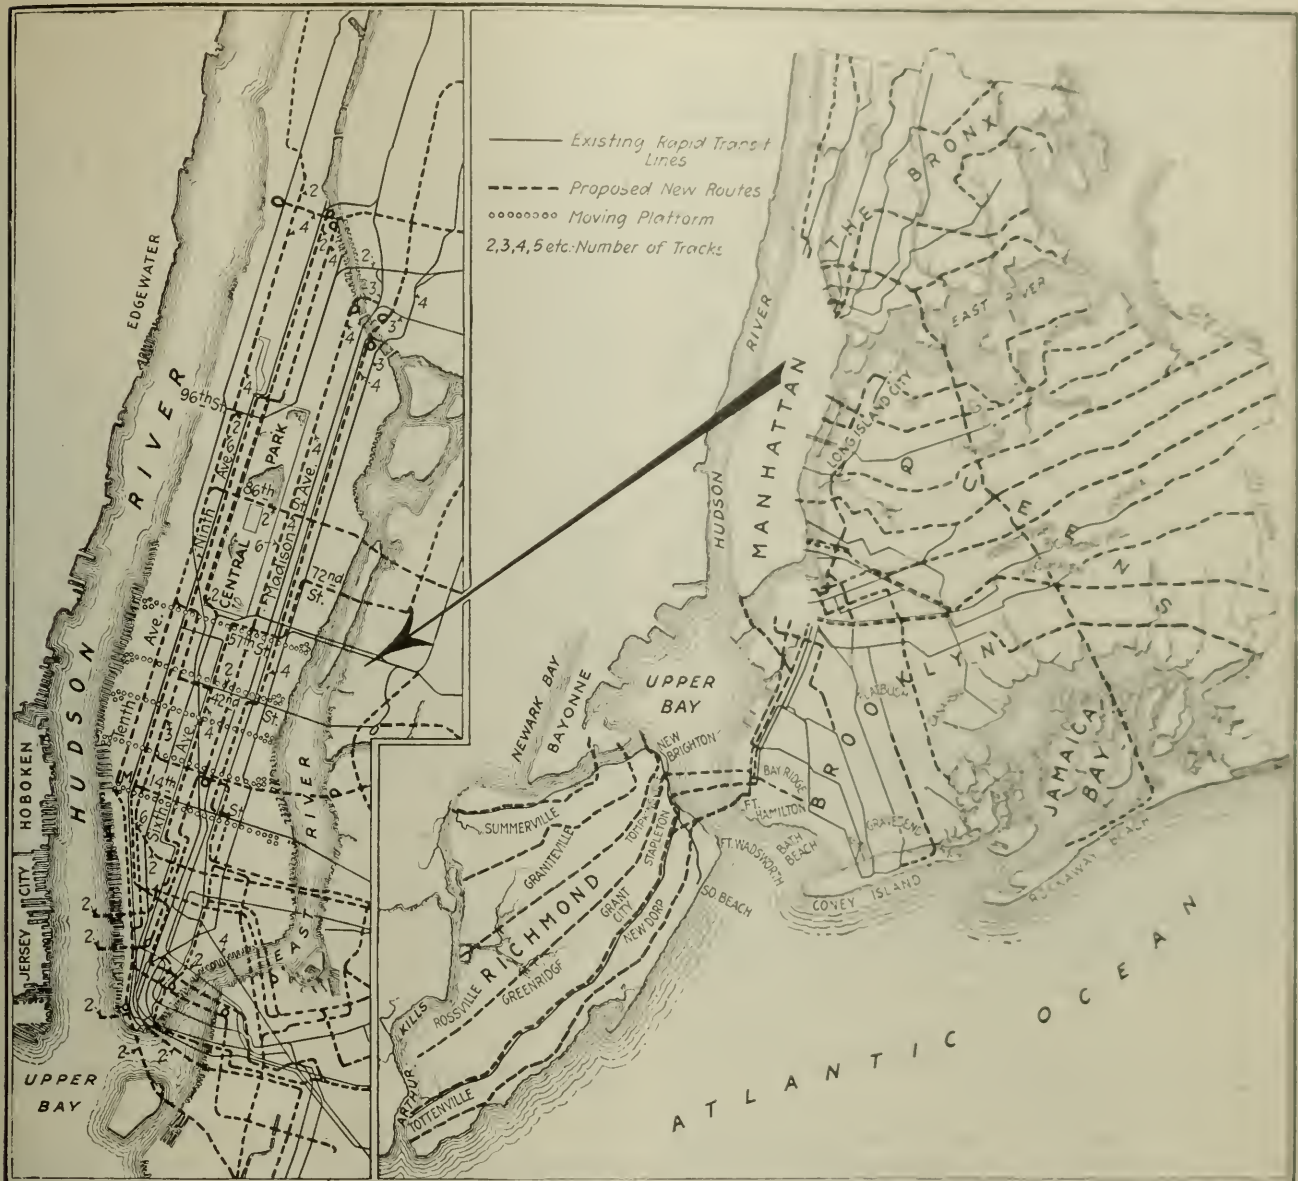 Existing Rapid Transit
Lines
Proposed New Routes
Moving Platform
2,3,4,5 etc: Number of Tracks
EDGEWATER
HUDSON RIVER
96th St.
Ninth Ave.
CENTRAL PARK
86th
Madison Ave.
72nd
St.
57th St.
Tenth Ave.
42nd St.
Sixth Ave.
14th St.
HOBOKEN
JERSEY CITY
EAST RIVER
UPPER
BAY
THE BRONX
EAST RIVER
HUDSON RIVER
MANHATTAN
LONG ISLAND CITY
QUEENS
BROOKLYN
JAMAICA
BAY
NEWARK BAY
BAYONNE
UPPER
BAY
NEW
BRIGHTON
BAY RIDGE
FT.
HAMILTON
BATH
BEACH
GRAVESEND
FT. WADSWORTH
CONEY ISLAND
ROCKAWAY BEACH
SUMMERVILLE
GRANITEVILLE
STAPLETON
RICHMOND
GRANT
CITY
NEW DORP
SO. BEACH
GREENRIDGE
ROSSVILLE
ARTHUR KILLS
TOTTENVILLE
ATLANTIC OCEAN